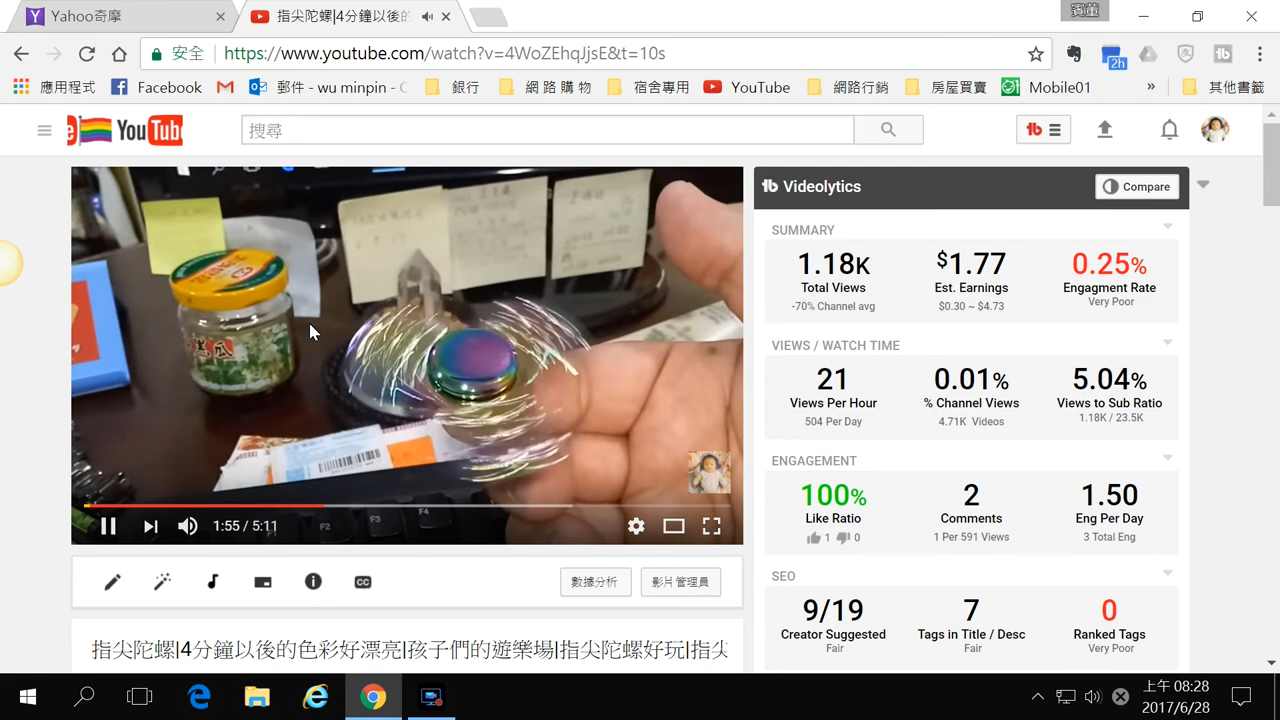 Yahoo奇摩
指尖陀螺|4分鐘以後的
安全
https://www.youtube.com/watch?v=4WoZEhqJjsE&t=10s
2h
應用程式
Facebook
郵件 - wu minpin - O
銀行
網路購物
宿舍專用
YouTube
網路行銷
房屋買賣
Mobile01
»
其他書籤
YouTube
搜尋
Videolytics
Compare
SUMMARY
1.18K $1.77 0.25%
Total Views Est. Earnings Engagment Rate
-70% Channel avg $0.30 ~ $4.73 Very Poor
VIEWS / WATCH TIME
21 0.01% 5.04%
Views Per Hour % Channel Views Views to Sub Ratio
504 Per Day 4.71K Videos 1.18K / 23.5K
ENGAGEMENT
100% 2 1.50
Like Ratio Comments Eng Per Day
1 0 1 Per 591 Views 3 Total Eng
SEO
9/19 7 0
Creator Suggested Tags in Title / Desc Ranked Tags
Fair Fair Very Poor
F2 F3 F4
1:55 / 5:11
CC
數據分析
影片管理員
指尖陀螺|4分鐘以後的色彩好漂亮|孩子們的遊樂場|指尖陀螺好玩|指尖
上午 08:28
2017/6/28